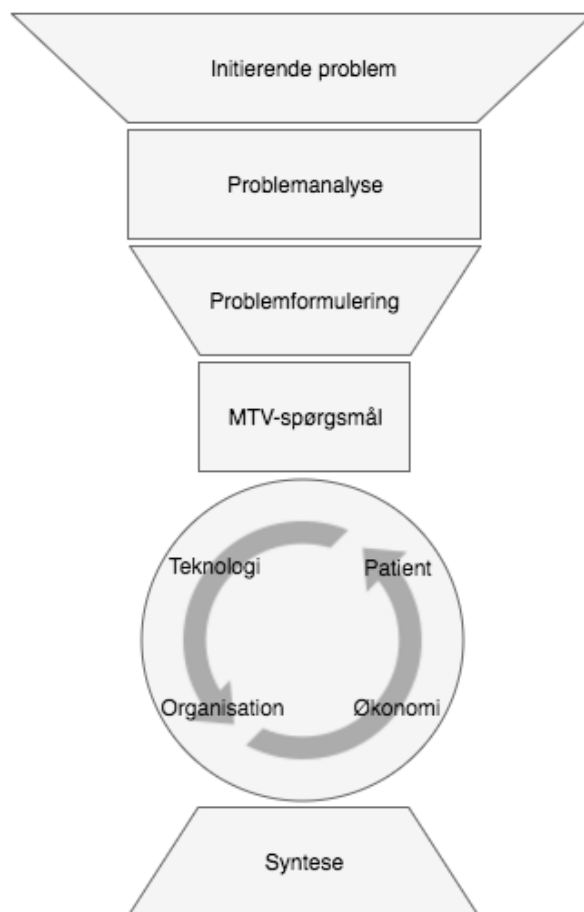 Initierende problem
Problemanalyse
Problemformulering
MTV-spørgsmål
Teknologi
Patient
Organisation
Økonomi
Syntese